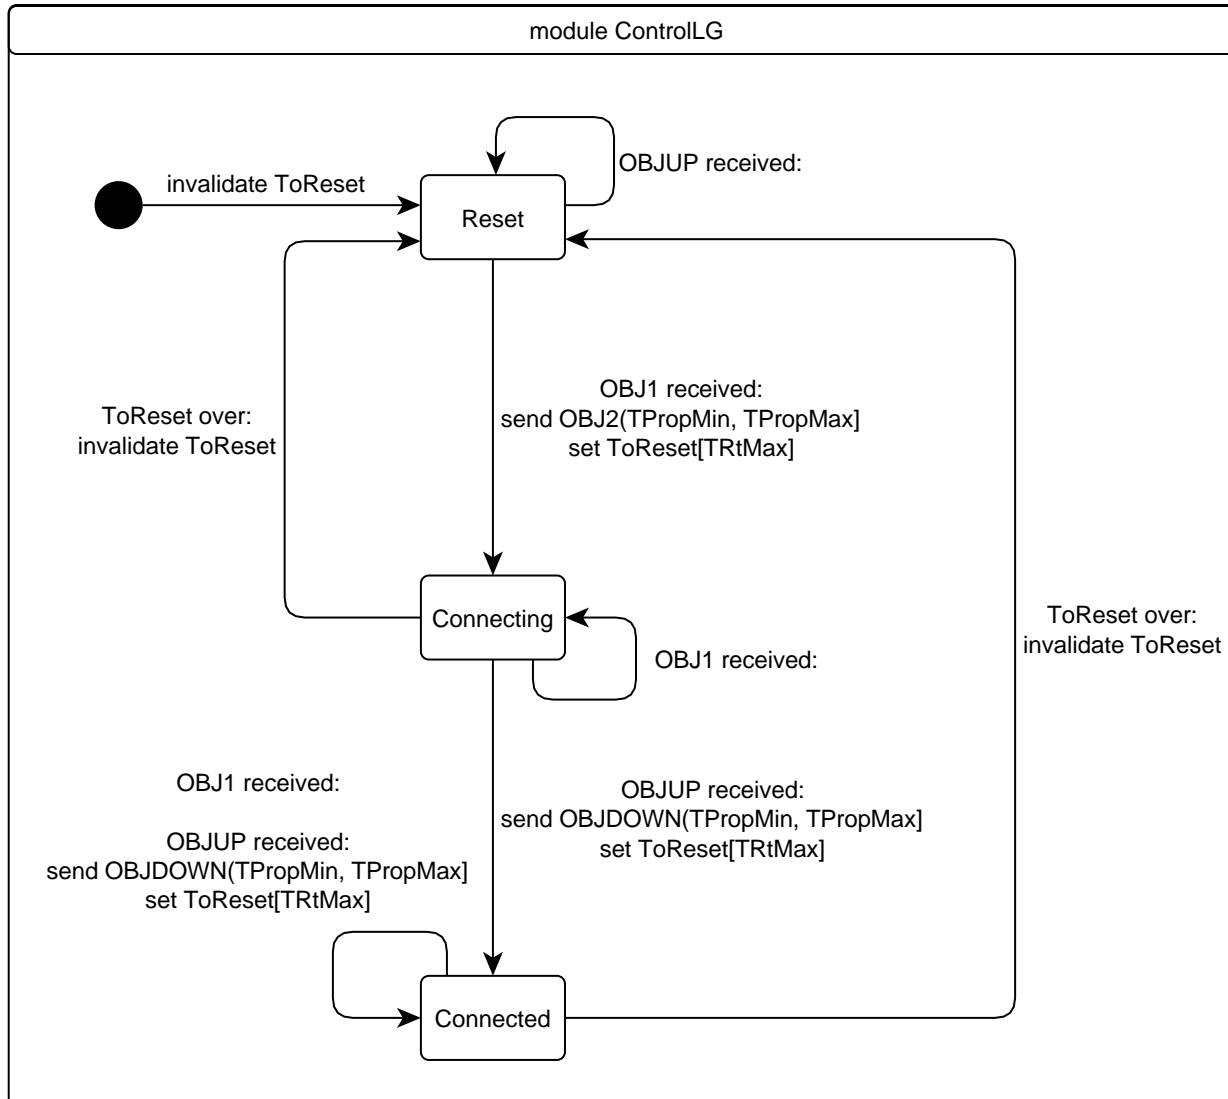 module ControlLG
OBJUP received:
invalidate ToReset
Reset
OBJ1 received:
send OBJ2(TPropMin, TPropMax]
set ToReset[TRtMax]
ToReset over:
invalidate ToReset
Connecting
OBJ1 received:
ToReset over:
invalidate ToReset
OBJ1 received:
OBJUP received:
send OBJDOWN(TPropMin, TPropMax]
set ToReset[TRtMax]
OBJUP received:
send OBJDOWN(TPropMin, TPropMax]
set ToReset[TRtMax]
Connected